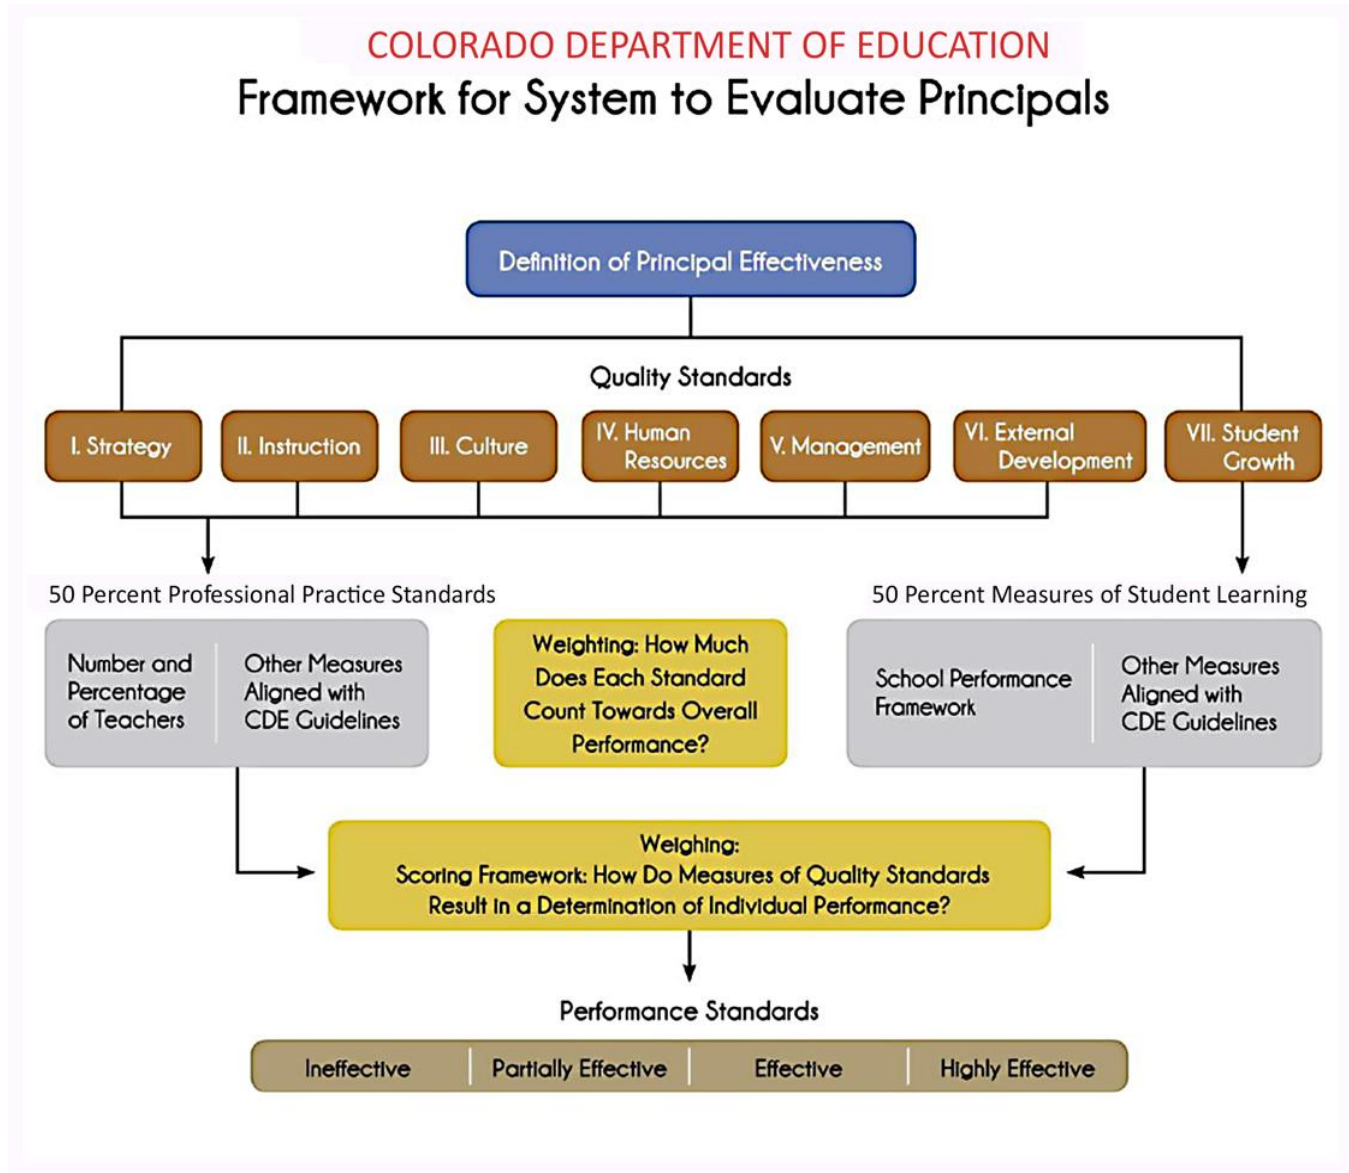 COLORADO DEPARTMENT OF EDUCATION
Framework for System to Evaluate Principals
Definition of Principal Effectiveness
Quality Standards
I. Strategy
II. Instruction
III. Culture
IV. Human
Resources
V. Management
VI. External
Development
VII. Student
Growth
50 Percent Professional Practice Standards
Number and
Percentage
of Teachers
Other Measures
Aligned with
CDE Guidelines
Weighting: How Much
Does Each Standard
Count Towards Overall
Performance?
50 Percent Measures of Student Learning
School Performance
Framework
Other Measures
Aligned with
CDE Guidelines
Weighing:
Scoring Framework: How Do Measures of Quality Standards
Result in a Determination of Individual Performance?
Performance Standards
Ineffective
Partially Effective
Effective
Highly Effective